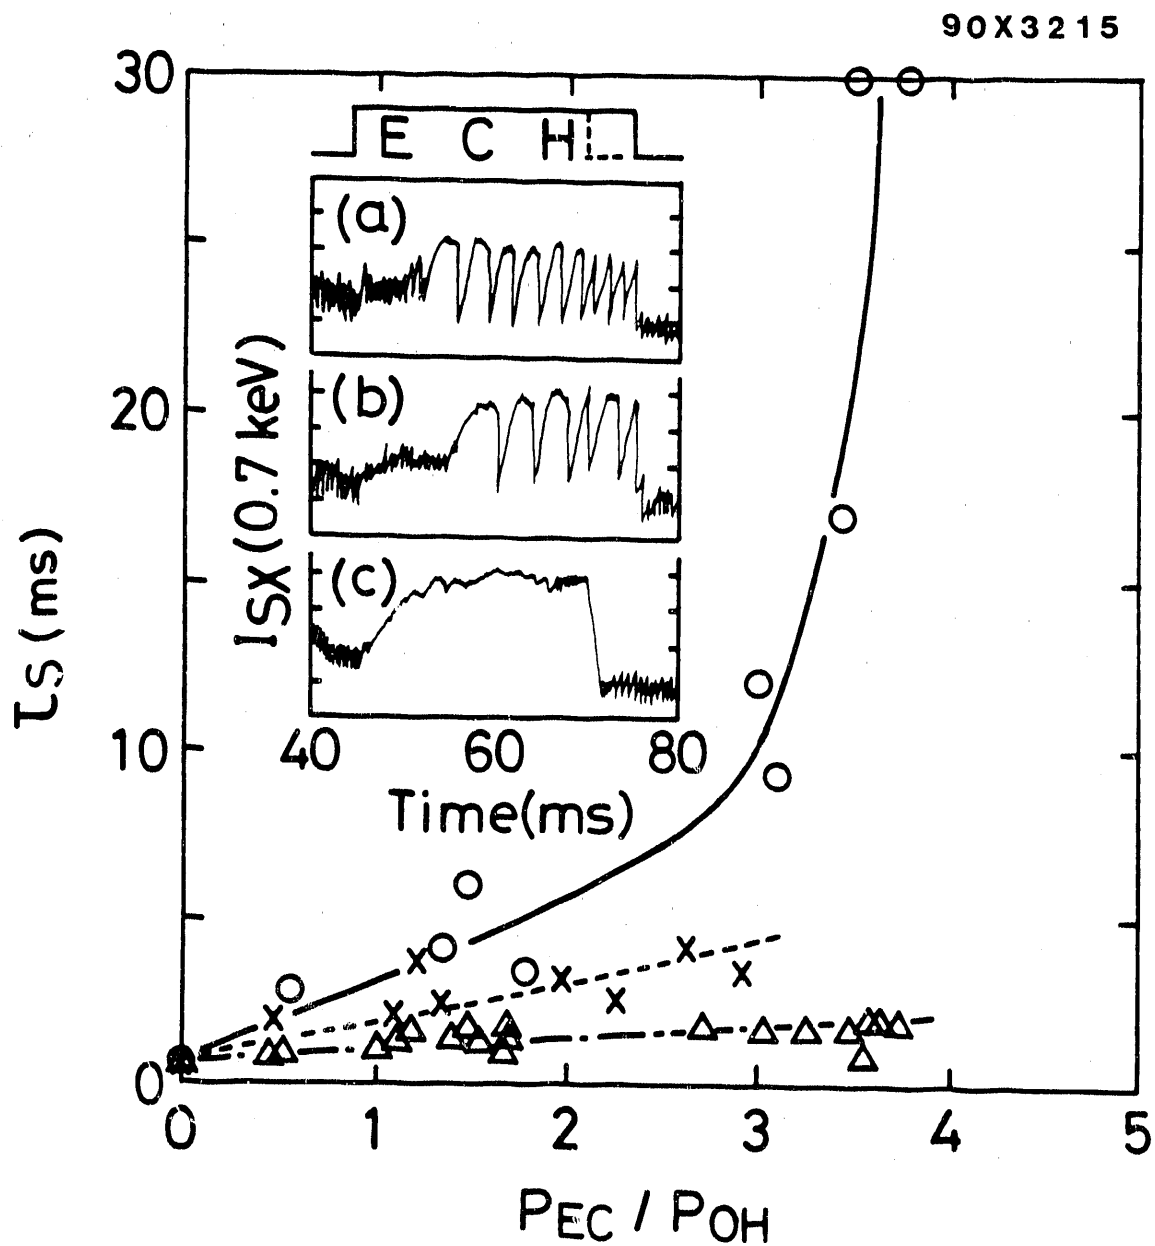 90X3215
30
E C H
(a)
(b)
(c)
ISX (0.7 keV)
40 60 80
Time(ms)
20
10
0
τS (ms)
0 1 2 3 4 5
PEC / POH